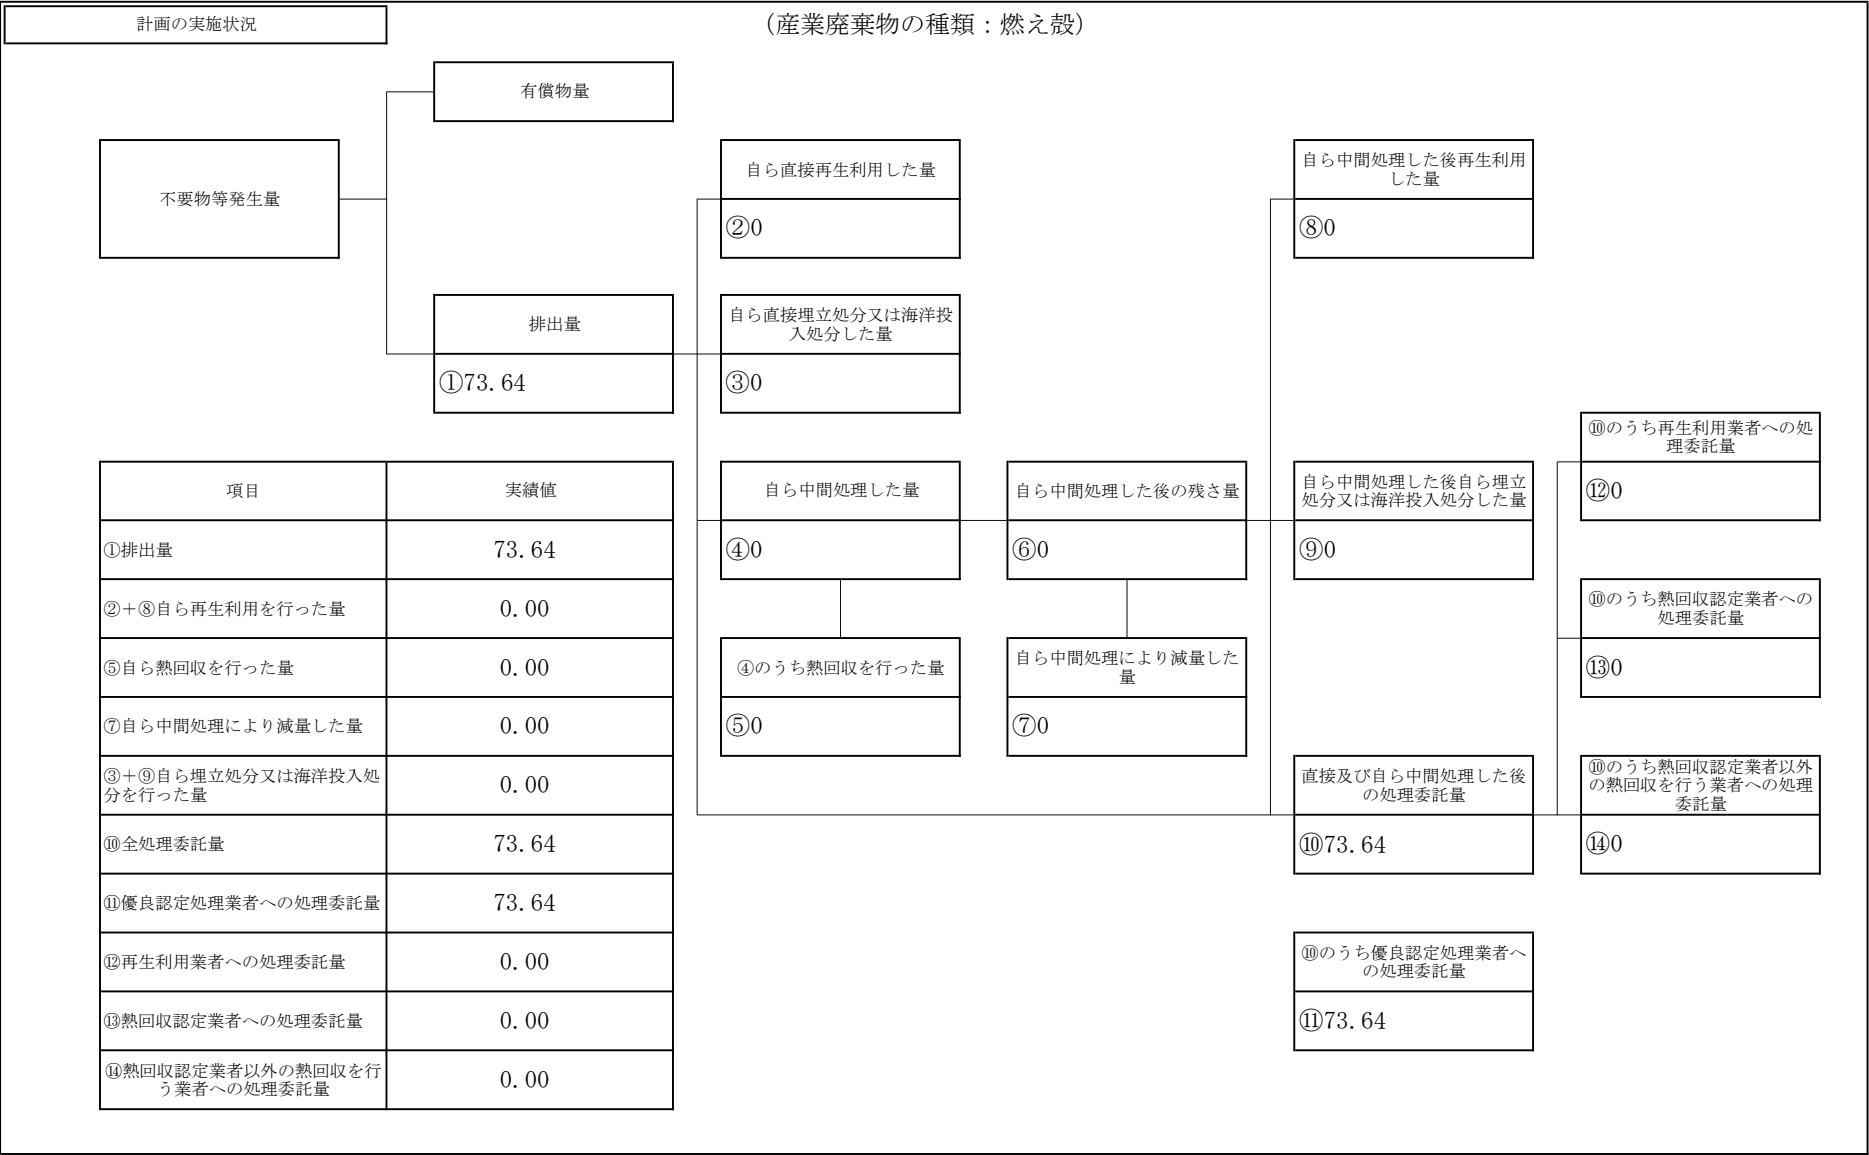 計画の実施状況
（産業廃棄物の種類：燃え殻）
有償物量
不要物等発生量
自ら直接再生利用した量
②0
自ら中間処理した後再生利用
した量
⑧0
排出量
①73.64
自ら直接埋立処分又は海洋投
入処分した量
③0
⑩のうち再生利用業者への処
理委託量
⑫0
自ら中間処理した量
④0
自ら中間処理した後の残さ量
⑥0
自ら中間処理した後自ら埋立
処分又は海洋投入処分した量
⑨0
⑩のうち熱回収認定業者への
処理委託量
⑬0
④のうち熱回収を行った量
⑤0
自ら中間処理により減量した
量
⑦0
直接及び自ら中間処理した後
の処理委託量
⑩73.64
⑩のうち熱回収認定業者以外
の熱回収を行う業者への処理
委託量
⑭0
⑩のうち優良認定処理業者へ
の処理委託量
⑪73.64
項目 実績値
①排出量 73.64
②＋⑧自ら再生利用を行った量 0.00
⑤自ら熱回収を行った量 0.00
⑦自ら中間処理により減量した量 0.00
③＋⑨自ら埋立処分又は海洋投入処
分を行った量 0.00
⑩全処理委託量 73.64
⑪優良認定処理業者への処理委託量 73.64
⑫再生利用業者への処理委託量 0.00
⑬熱回収認定業者への処理委託量 0.00
⑭熱回収認定業者以外の熱回収を行
う業者への処理委託量 0.00